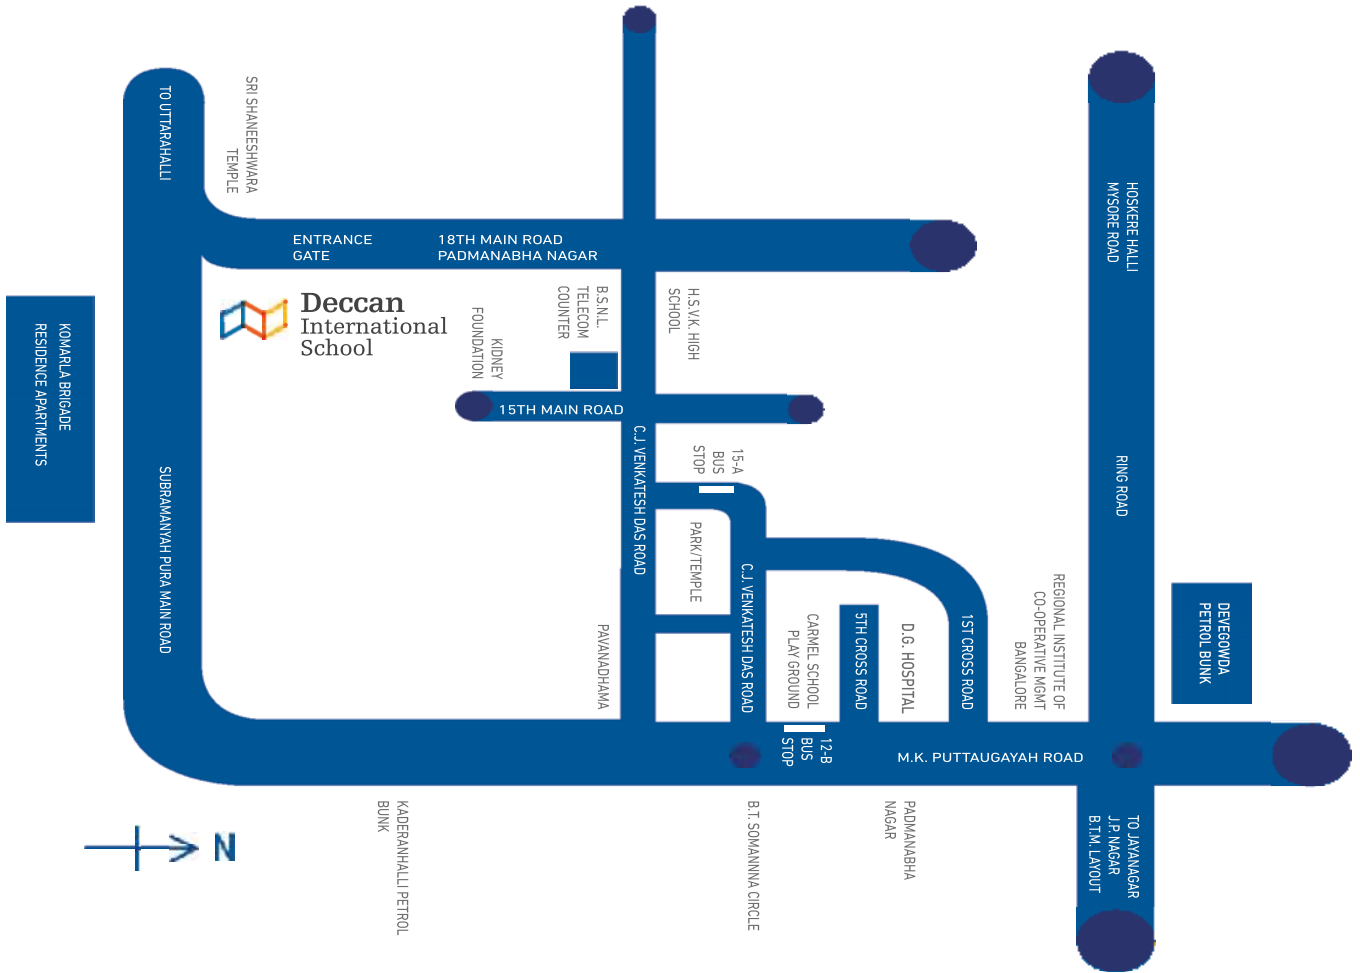 TO UTTARAHALLI
SRI SHANEESHWARA
TEMPLE
ENTRANCE
GATE
18TH MAIN ROAD
PADMANABHA NAGAR
HOSKERE HALLI
MYSORE ROAD
Deccan
International
School
KOMARLA BRIGADE
RESIDENCE APARTMENTS
KIDNEY
FOUNDATION
B.S.N.L.
TELECOM
COUNTER
H.S.V.K. HIGH
SCHOOL
15TH MAIN ROAD
C.J. VENKATESH DAS ROAD
15-A
BUS
STOP
RING ROAD
SUBRAMANYAH PURA MAIN ROAD
PARK/TEMPLE
C.J. VENKATESH DAS ROAD
PAVANADHAMA
CARMEL SCHOOL
PLAY GROUND
5TH CROSS ROAD
D.G. HOSPITAL
1ST CROSS ROAD
REGIONAL INSTITUTE OF
CO-OPERATIVE MGMT
BANGALORE
DEVEGOWDA
PETROL BUNK
12-B
BUS
STOP
M.K. PUTTAUGAYAH ROAD
KADERANHALLI PETROL
BUNK
B.T. SOMANNNA CIRCLE
PADMANABHA
NAGAR
TO JAYANAGAR
J.P. NAGAR
B.T.M. LAYOUT
N